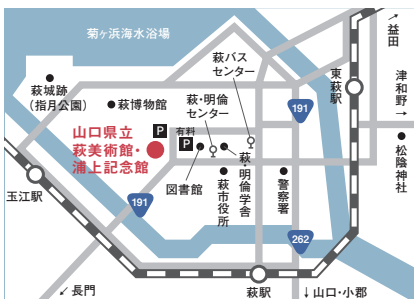 菊ヶ浜海水浴場
↑益田
萩バス
センター
東萩駅
津和野→
萩城跡
(指月公園)
萩博物館
191
萩・明倫
センター
山口県立
萩美術館・
浦上記念館
P
有料
P
松陰神社
図書館
萩市役所
萩・明倫学舎
警察署
玉江駅
191
262
↙長門
萩駅
↓山口・小郡